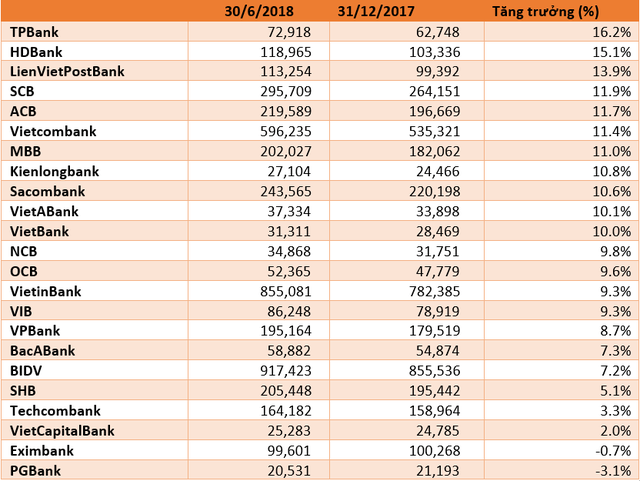 30/6/2018 31/12/2017 Tăng trưởng (%)
TPBank 72,918 62,748 16.2%
HDBank 118,965 103,336 15.1%
LienVietPostBank 113,254 99,392 13.9%
SCB 295,709 264,151 11.9%
ACB 219,589 196,669 11.7%
Vietcombank 596,235 535,321 11.4%
MBB 202,027 182,062 11.0%
Kienlongbank 27,104 24,466 10.8%
Sacombank 243,565 220,198 10.6%
VietABank 37,334 33,898 10.1%
VietBank 31,311 28,469 10.0%
NCB 34,868 31,751 9.8%
OCB 52,365 47,779 9.6%
VietinBank 855,081 782,385 9.3%
VIB 86,248 78,919 9.3%
VPBank 195,164 179,519 8.7%
BacABank 58,882 54,874 7.3%
BIDV 917,423 855,536 7.2%
SHB 205,448 195,442 5.1%
Techcombank 164,182 158,964 3.3%
VietCapitalBank 25,283 24,785 2.0%
Eximbank 99,601 100,268 -0.7%
PGBank 20,531 21,193 -3.1%